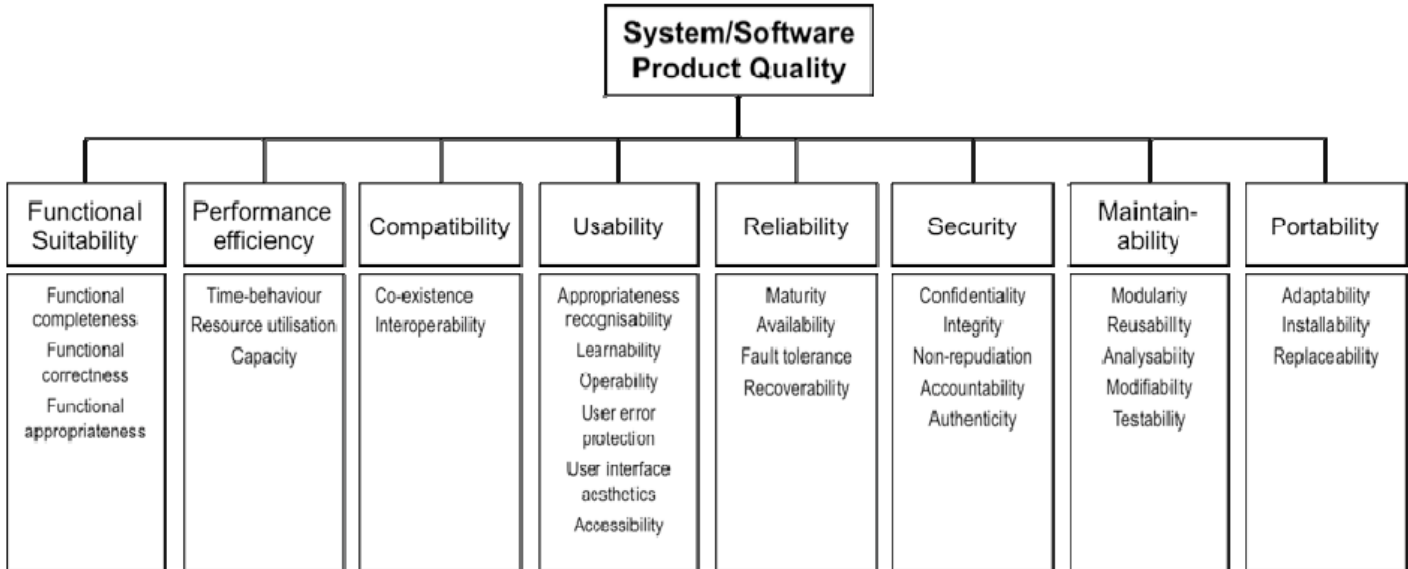 System/Software
Product Quality
Functional
Suitability
Performance
efficiency
Compatibility
Usability
Reliability
Security
Maintain-
ability
Portability
Functional
completeness
Functional
correctness
Functional
appropriateness
Time-behaviour
Resource utilisation
Capacity
Co-existence
Interoperability
Appropriateness
recognisability
Learnability
Operability
User error
protection
User interface
aesthetics
Accessibility
Maturity
Availability
Fault tolerance
Recoverability
Confidentiality
Integrity
Non-repudiation
Accountability
Authenticity
Modularity
Reusability
Analysability
Modifiabilty
Testability
Adaptability
Installability
Replaceability